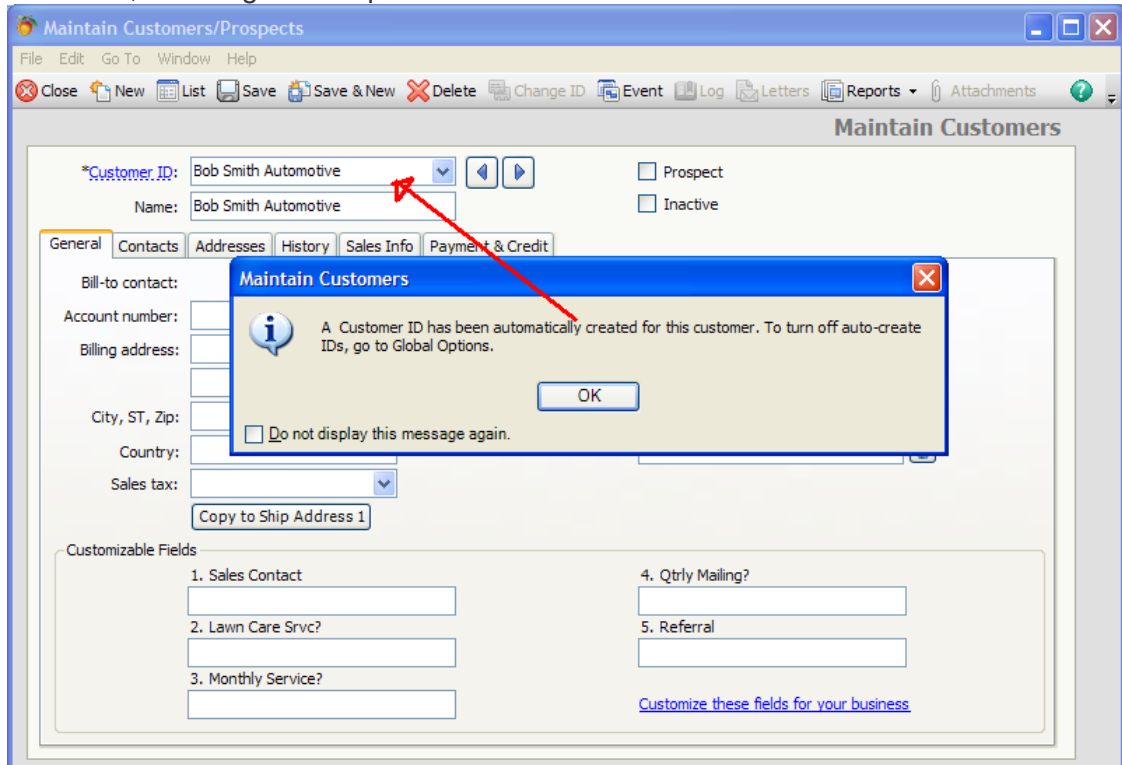 Maintain Customers/Prospects
File Edit Go To Window Help
Close New List Save Save & New Delete Change ID Event Log Letters Reports Attachments
Maintain Customers
*Customer ID: Bob Smith Automotive Prospect
Name: Bob Smith Automotive Inactive
General Contacts Addresses History Sales Info Payment & Credit
Bill-to contact:
Maintain Customers
Account number:
A Customer ID has been automatically created for this customer. To turn off auto-create
Billing address:
IDs, go to Global Options.
OK
City, ST, Zip:
Do not display this message again.
Country:
Sales tax:
Copy to Ship Address 1
Customizable Fields
1. Sales Contact 4. Qtrly Mailing?
2. Lawn Care Srvc? 5. Referral
3. Monthly Service?
Customize these fields for your business